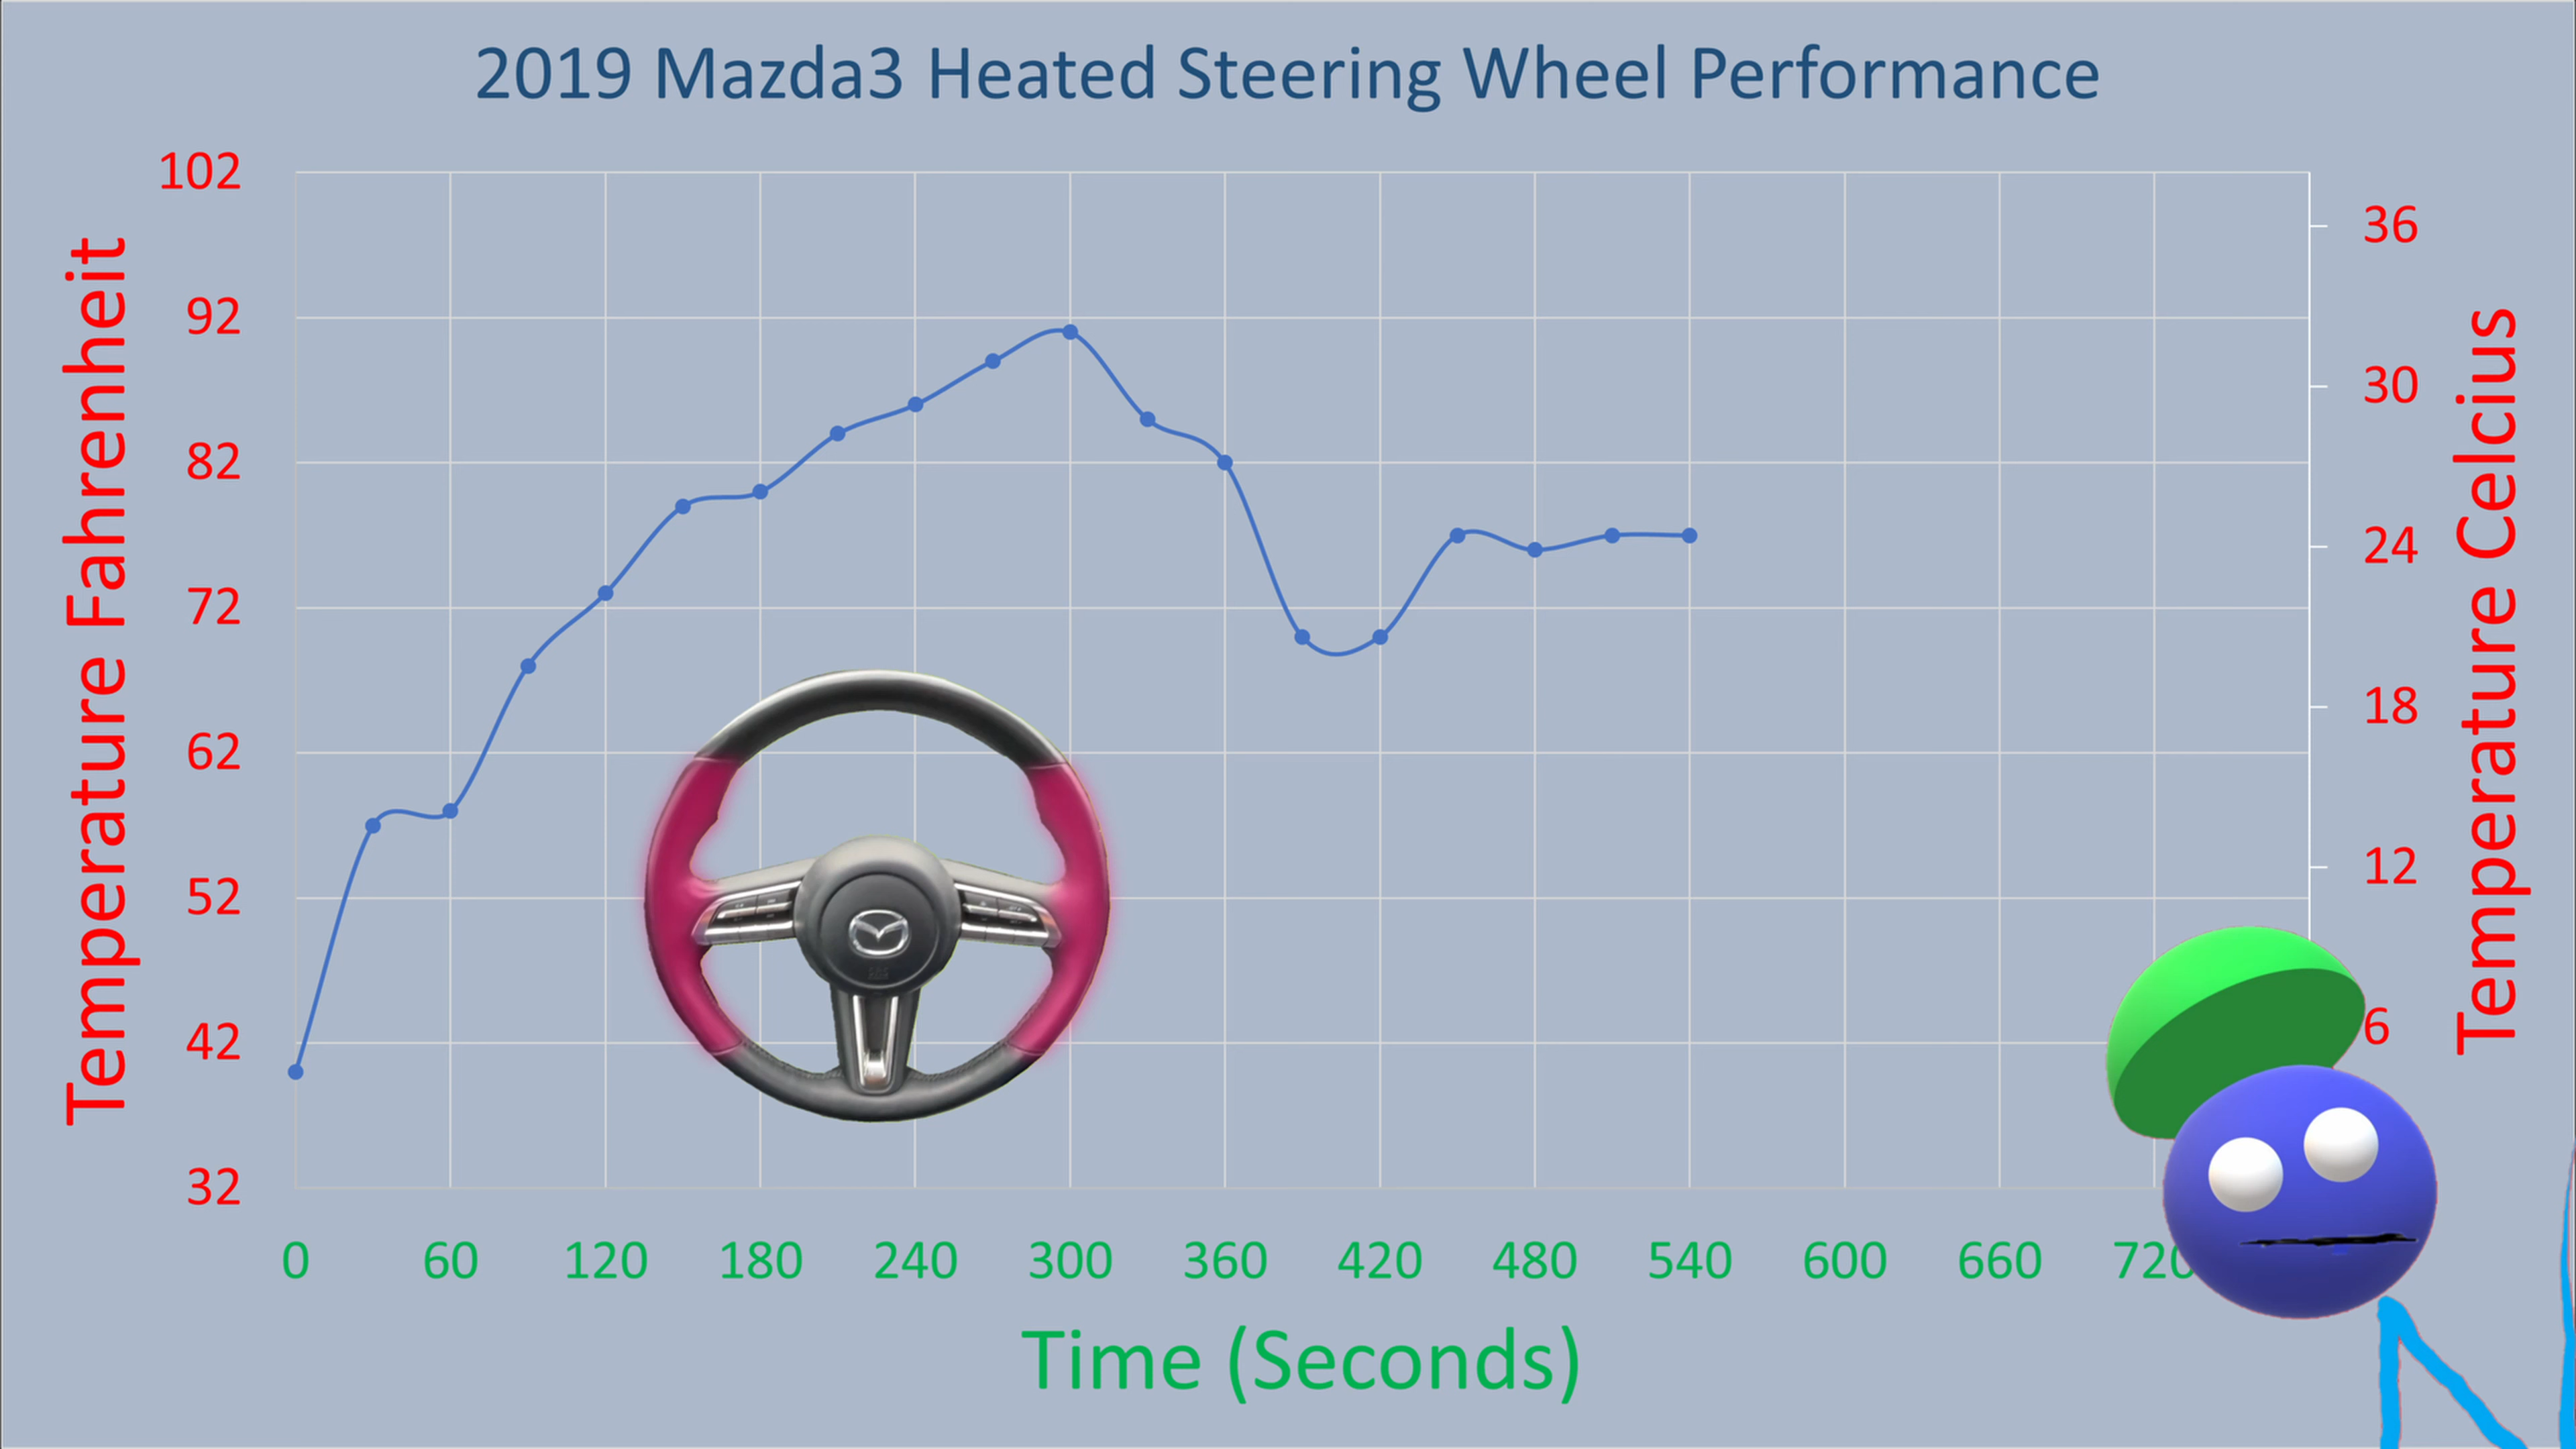 2019 Mazda3 Heated Steering Wheel Performance
Temperature Fahrenheit
102
92
82
72
62
52
42
32
36
30
24
18
12
6
Temperature Celcius
0 60 120 180 240 300 360 420 480 540 600 660 720
Time (Seconds)